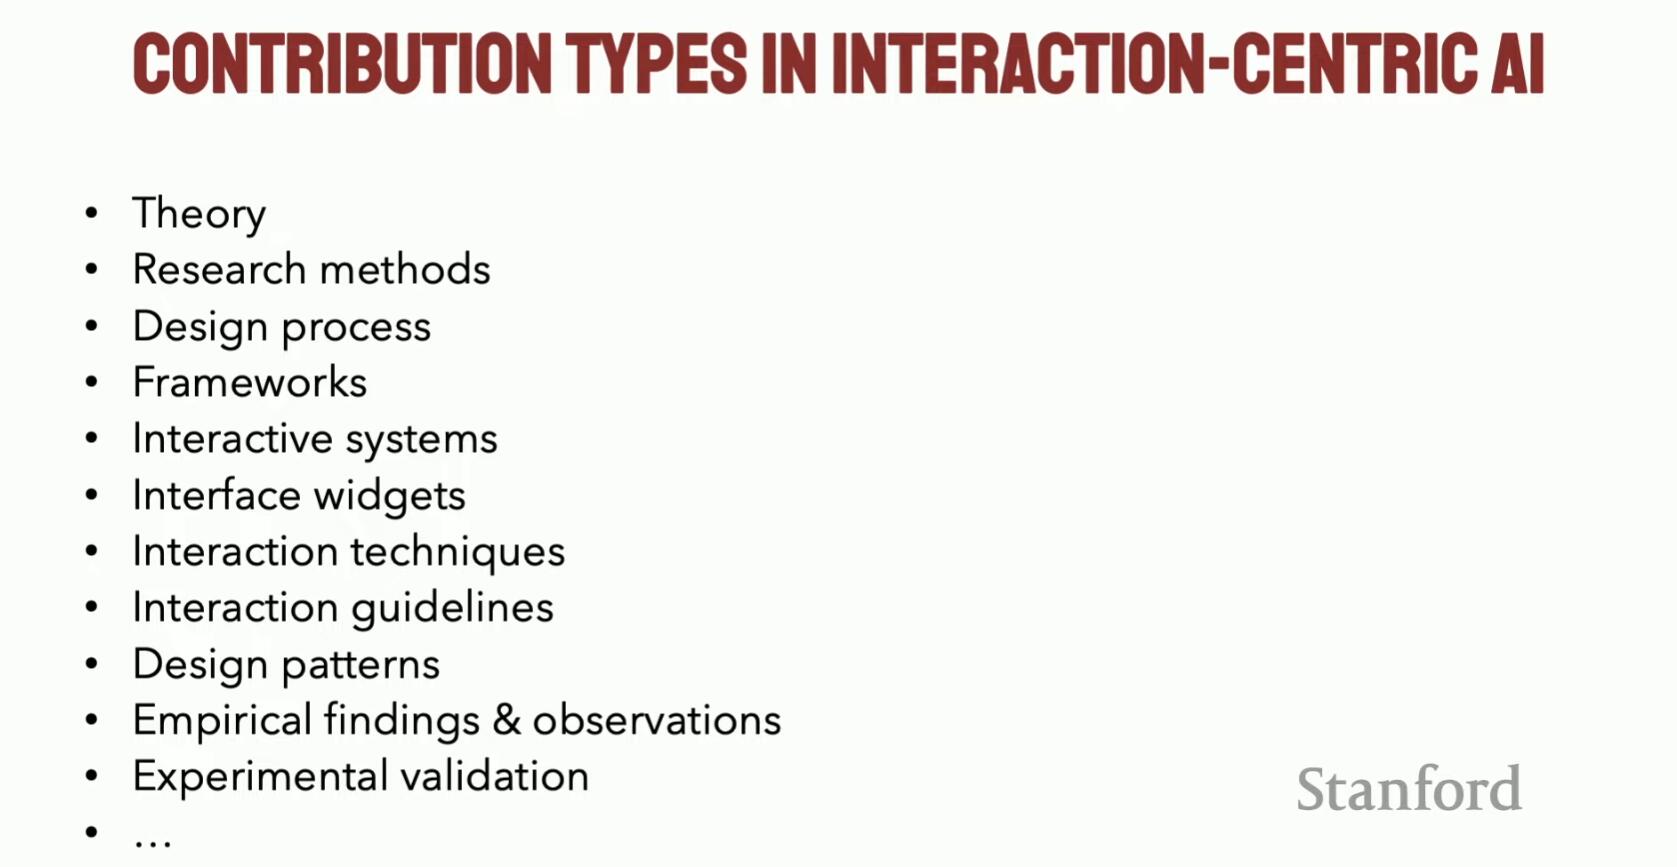 CONTRIBUTION TYPES IN INTERACTION-CENTRIC AI
• Theory
• Research methods
• Design process
• Frameworks
• Interactive systems
• Interface widgets
• Interaction techniques
• Interaction guidelines
• Design patterns
• Empirical findings & observations
• Experimental validation
• ...
Stanford